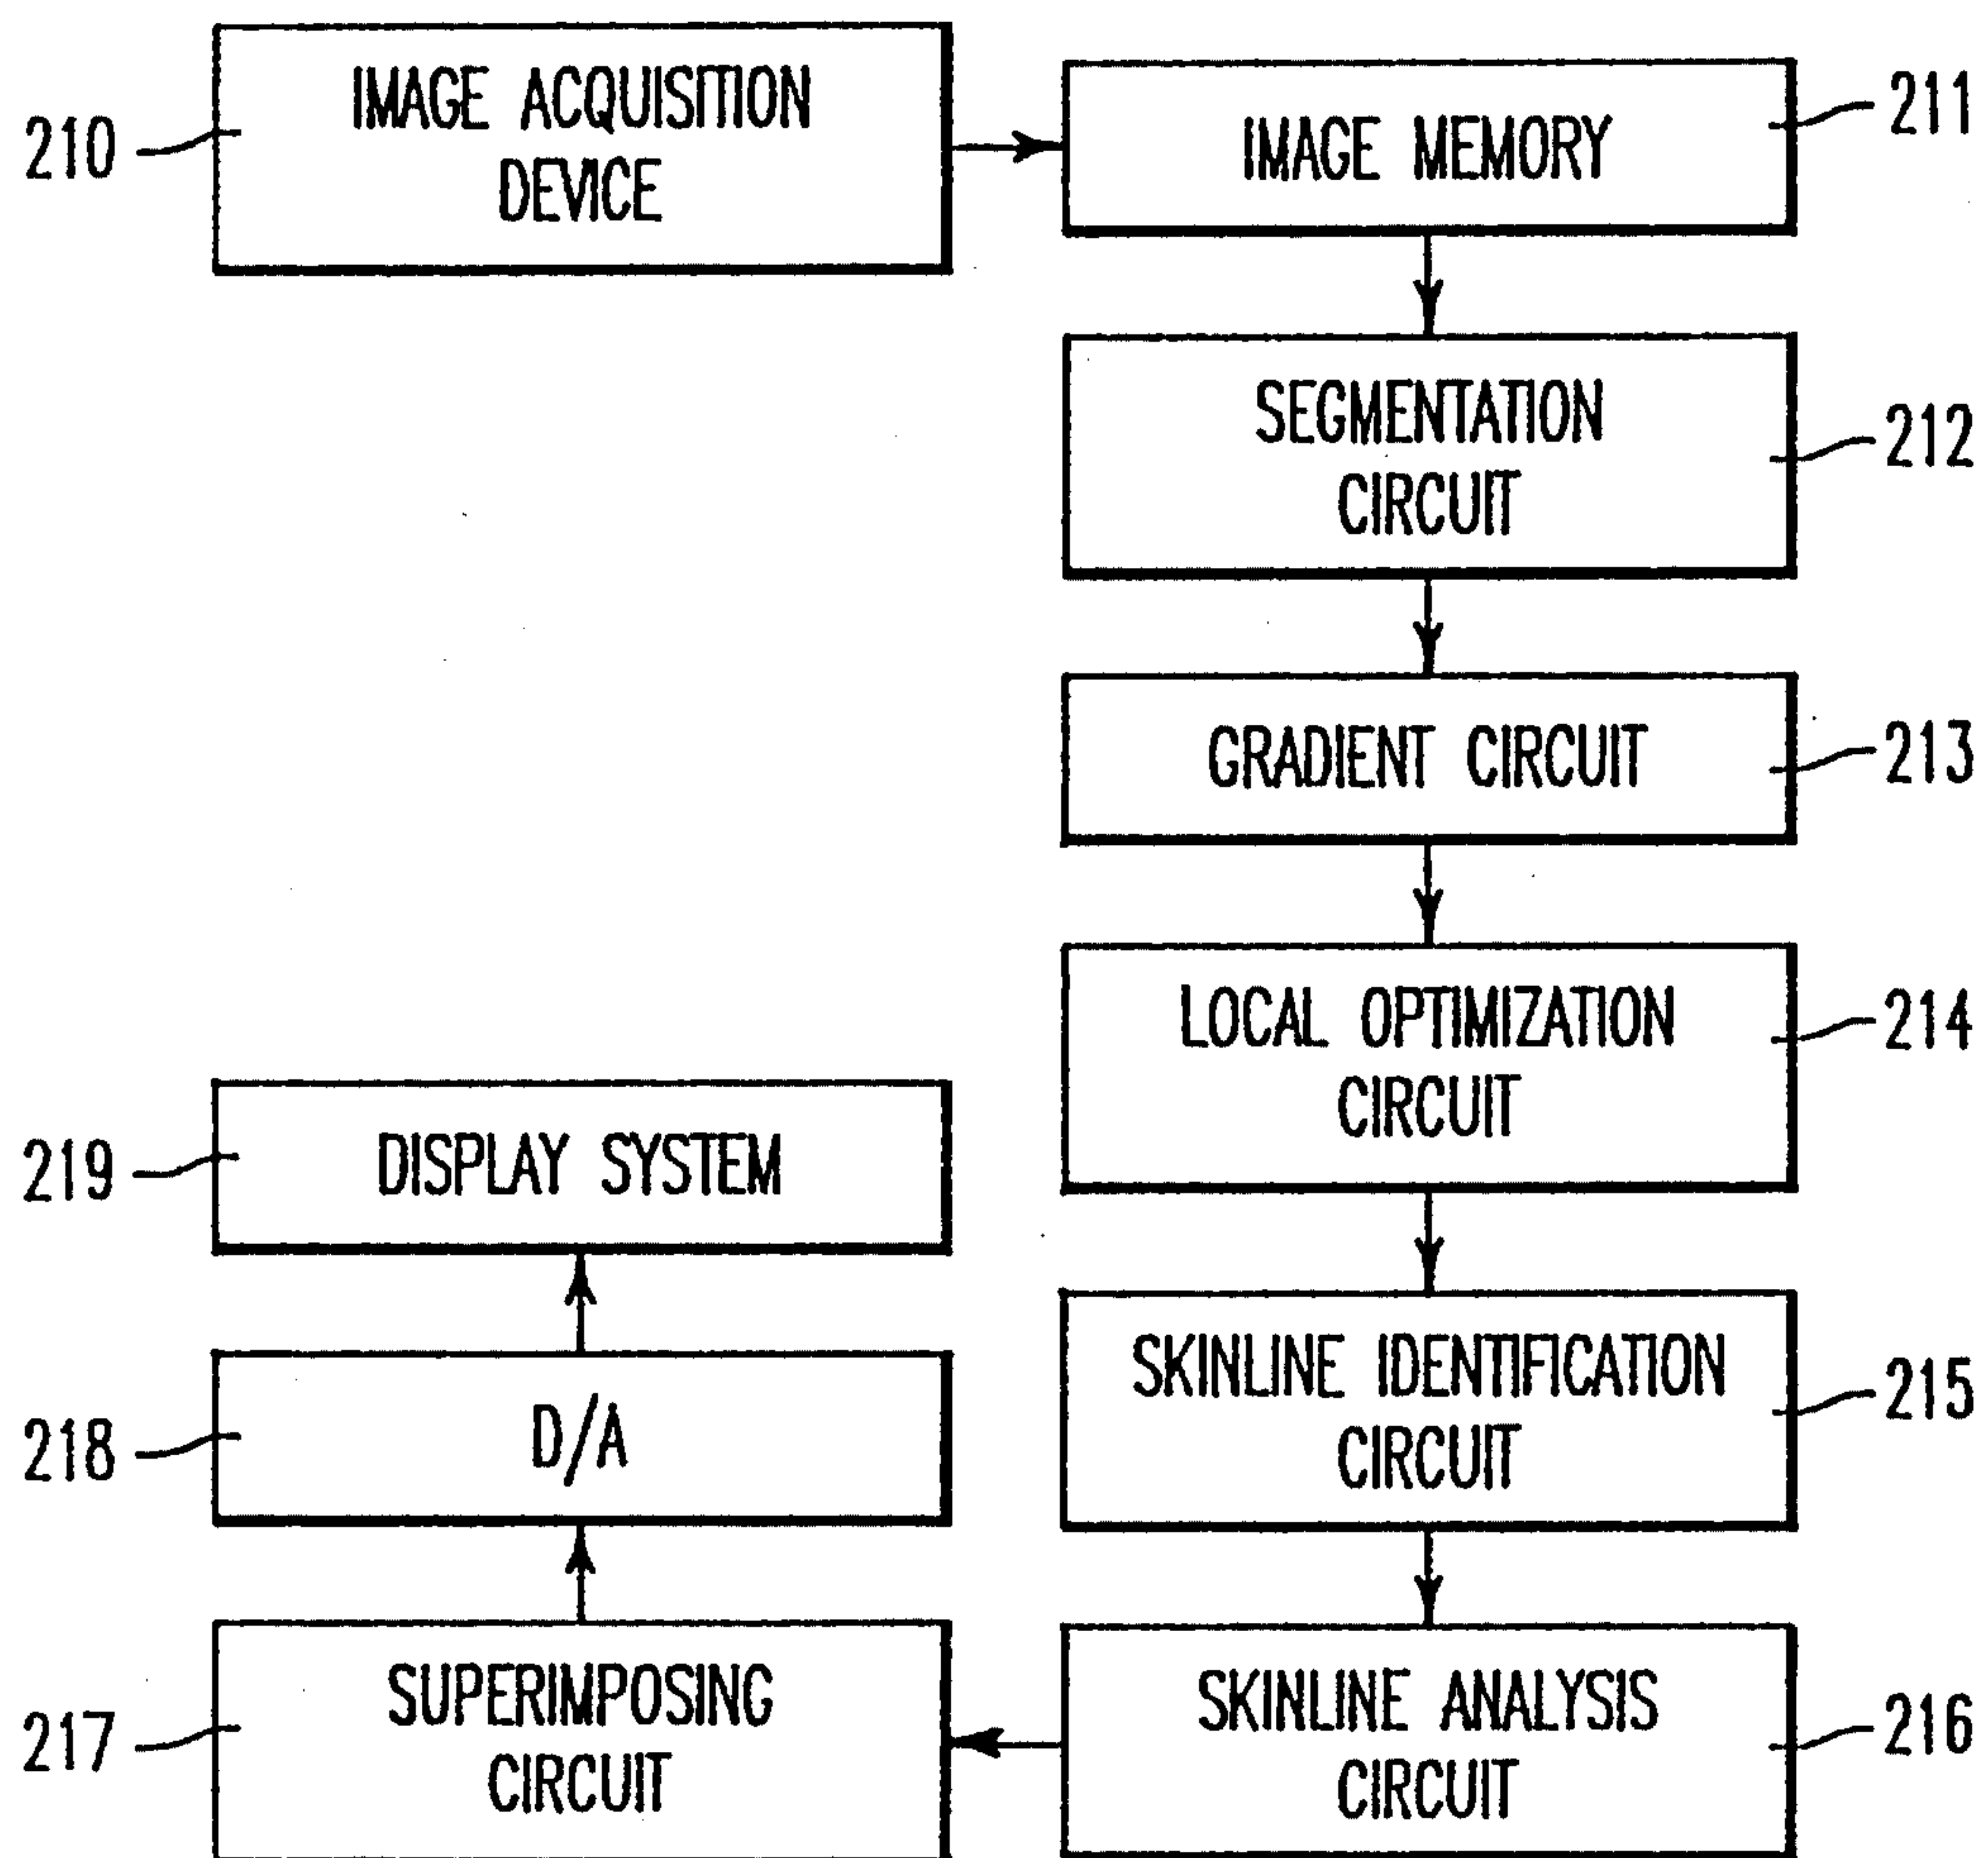 210
IMAGE ACQUISITION
DEVICE
IMAGE MEMORY
211
SEGMENTATION
CIRCUIT
212
GRADIENT CIRCUIT
213
LOCAL OPTIMIZATION
CIRCUIT
214
219
DISPLAY SYSTEM
SKINLINE IDENTIFICATION
CIRCUIT
215
218
D/A
217
SUPERIMPOSING
CIRCUIT
SKINLINE ANALYSIS
CIRCUIT
216